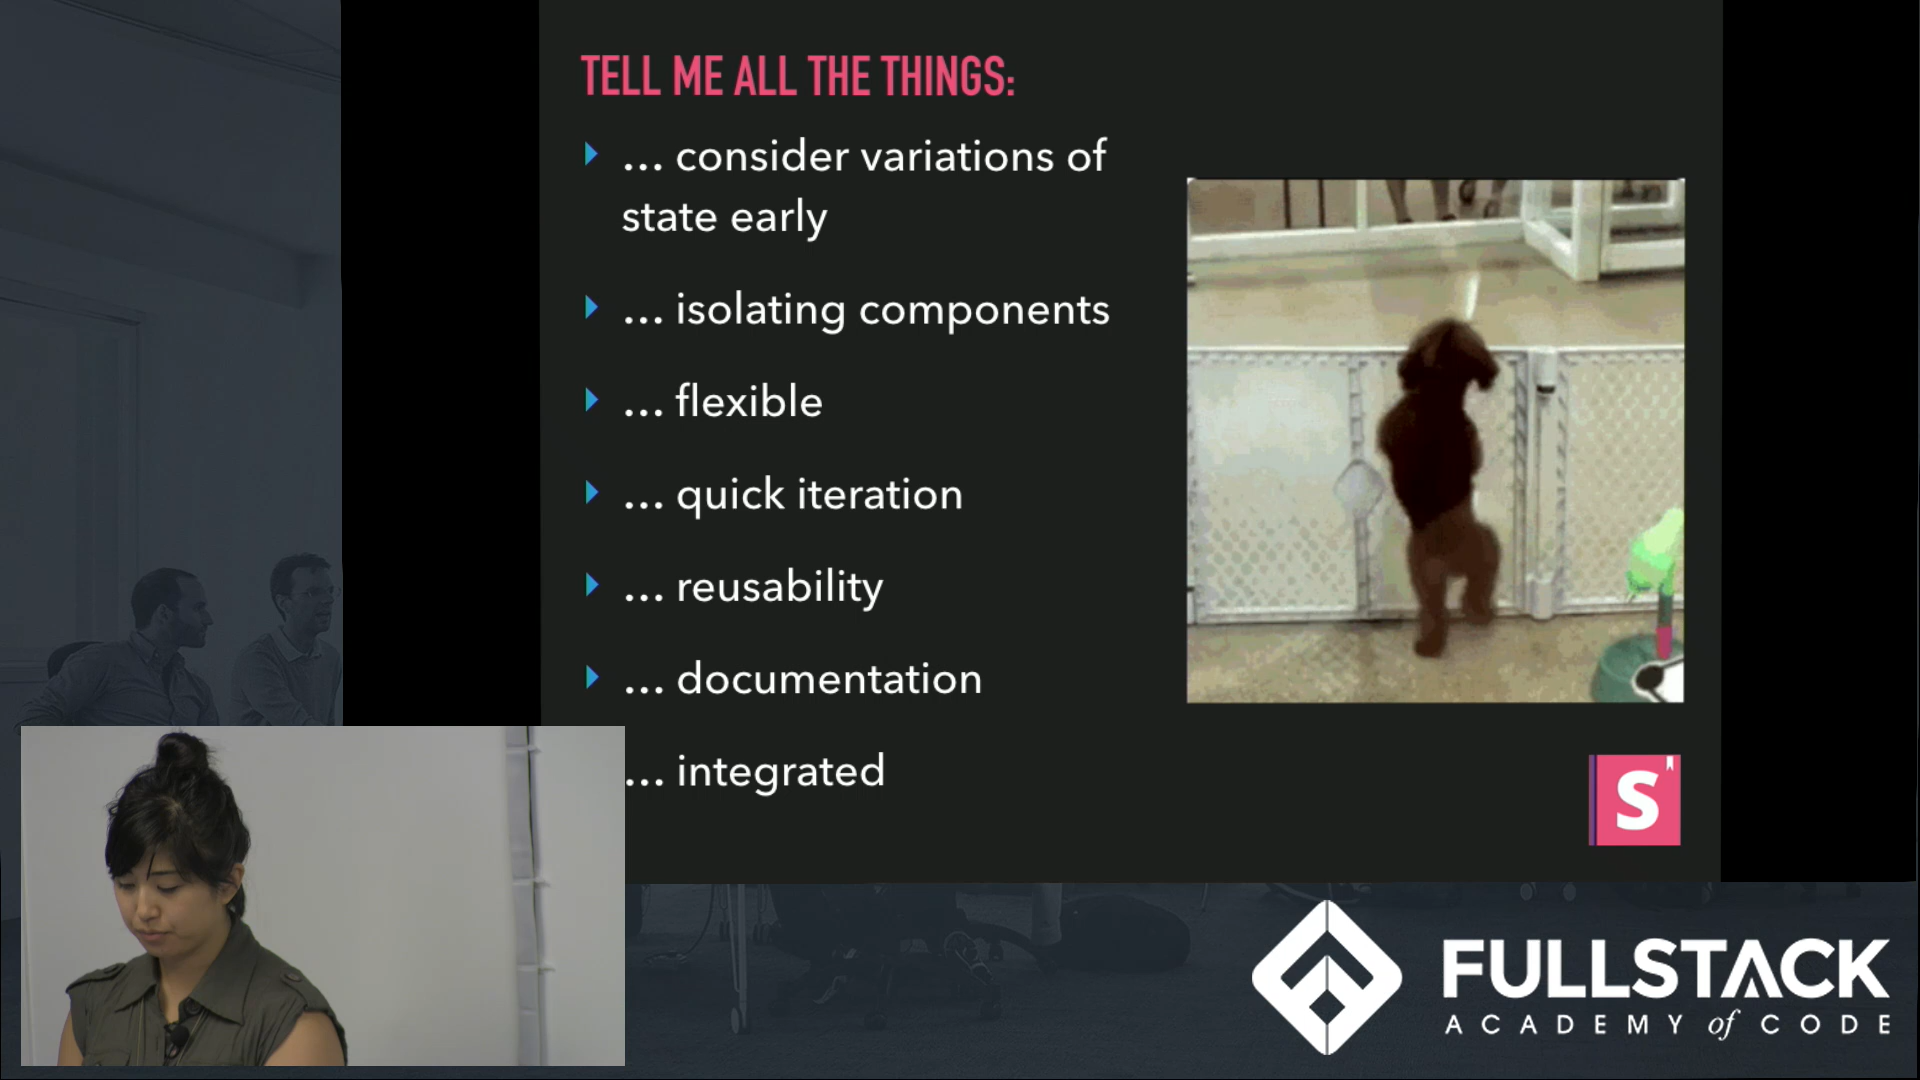 TELL ME ALL THE THINGS:
... consider variations of
state early
... isolating components
... flexible
... quick iteration
... reusability
... documentation
... integrated
S
FULLSTACK
ACADEMY of CODE